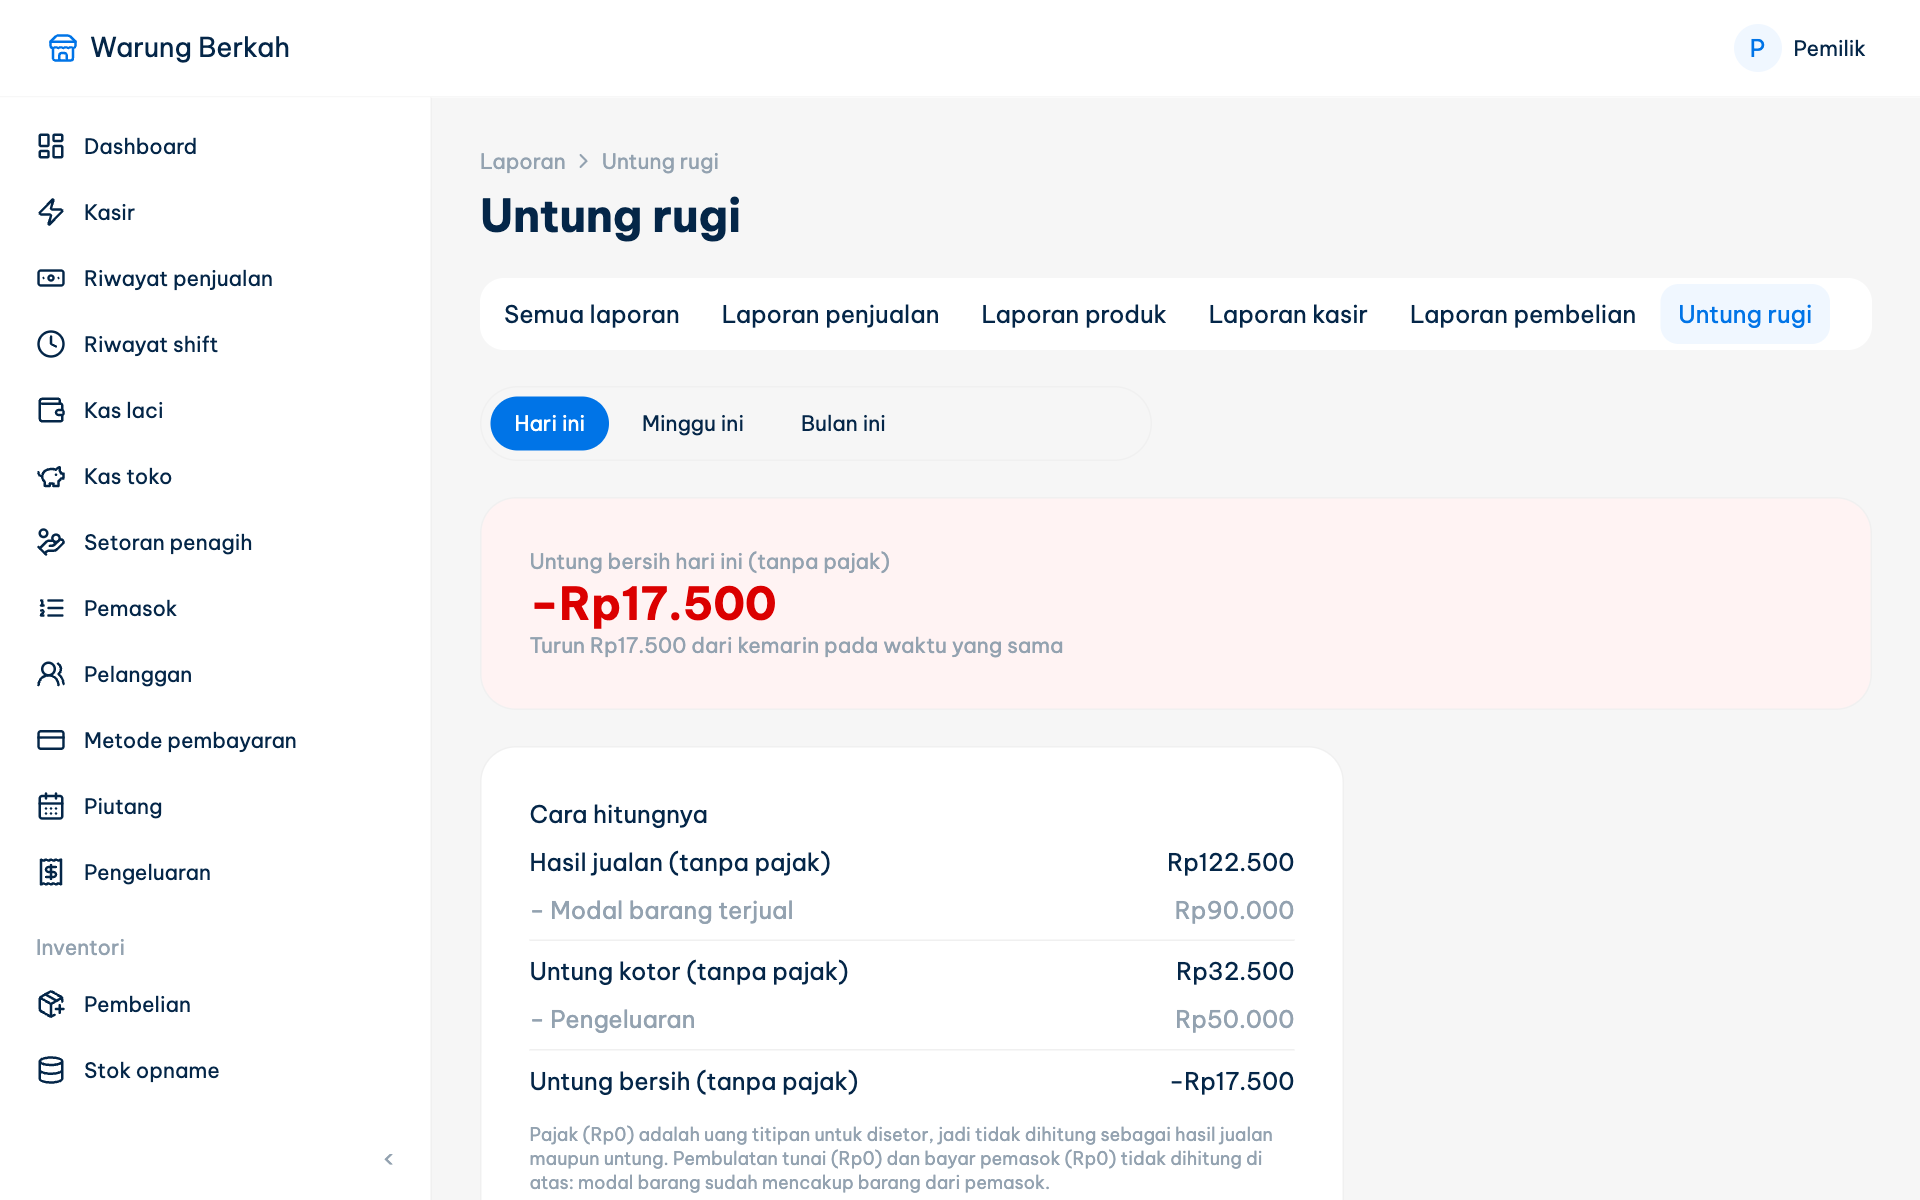 Warung Berkah
P
Pemilik
Dashboard
Kasir
Riwayat penjualan
Riwayat shift
Kas laci
Kas toko
Setoran penagih
Pemasok
Pelanggan
Metode pembayaran
Piutang
Pengeluaran
Inventori
Pembelian
Stok opname
Laporan > Untung rugi
Untung rugi
Semua laporan Laporan penjualan Laporan produk Laporan kasir Laporan pembelian Untung rugi
Hari ini Minggu ini Bulan ini
Untung bersih hari ini (tanpa pajak)
-Rp17.500
Turun Rp17.500 dari kemarin pada waktu yang sama
Cara hitungnya
Hasil jualan (tanpa pajak) Rp122.500
- Modal barang terjual Rp90.000
Untung kotor (tanpa pajak) Rp32.500
- Pengeluaran Rp50.000
Untung bersih (tanpa pajak) -Rp17.500
Pajak (Rp0) adalah uang titipan untuk disetor, jadi tidak dihitung sebagai hasil jualan
maupun untung. Pembulatan tunai (Rp0) dan bayar pemasok (Rp0) tidak dihitung di
atas: modal barang sudah mencakup barang dari pemasok.